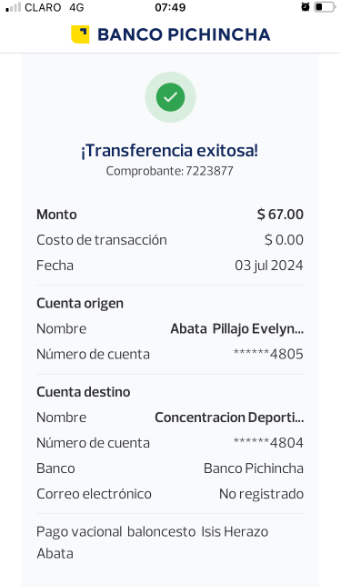 CLARO 4G 07:49
BANCO PICHINCHA
¡Transferencia exitosa!
Comprobante: 7223877
Monto $ 67.00
Costo de transacción $ 0.00
Fecha 03 jul 2024
Cuenta origen
Nombre Abata Pillajo Evelyn...
Número de cuenta ******4805
Cuenta destino
Nombre Concentracion Deporti...
Número de cuenta ******4804
Banco Banco Pichincha
Correo electrónico No registrado
Pago vacional baloncesto Isis Herazo
Abata